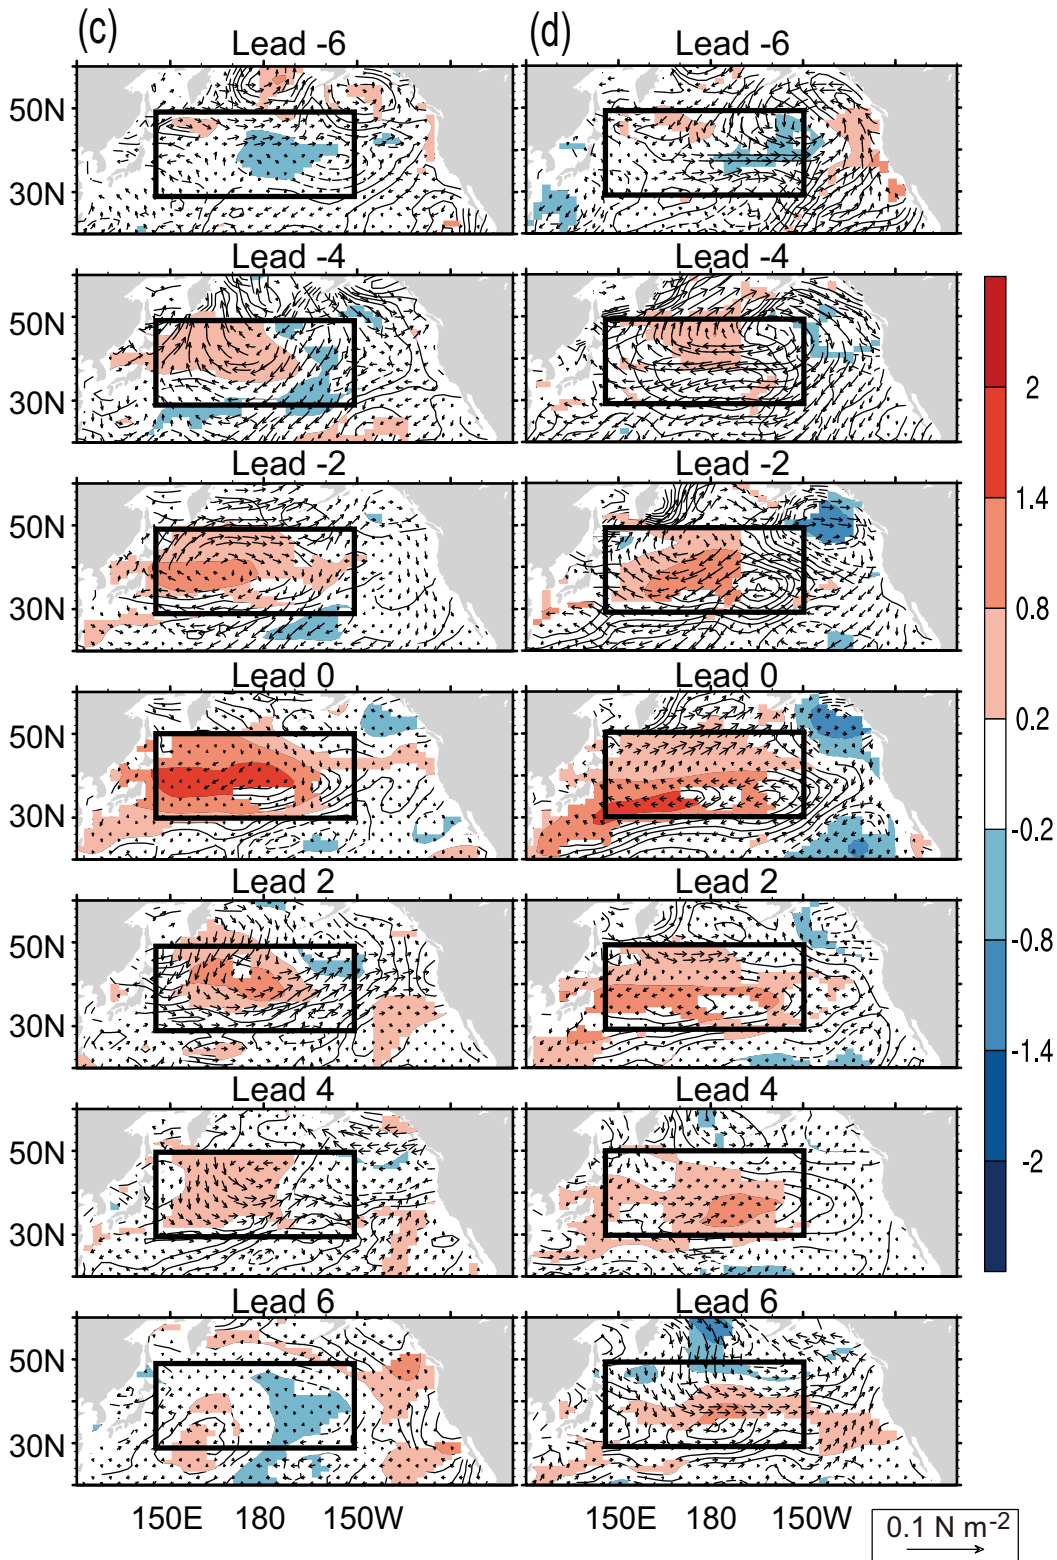 (c) (d)
Lead -6 Lead -6
50N
30N
Lead -4 Lead -4
50N
30N
Lead -2 Lead -2
50N
30N
Lead 0 Lead 0
50N
30N
Lead 2 Lead 2
50N
30N
Lead 4 Lead 4
50N
30N
Lead 6 Lead 6
50N
30N
150E 180 150W 150E 180 150W
2
1.4
0.8
0.2
-0.2
-0.8
-1.4
-2
0.1 N m-2